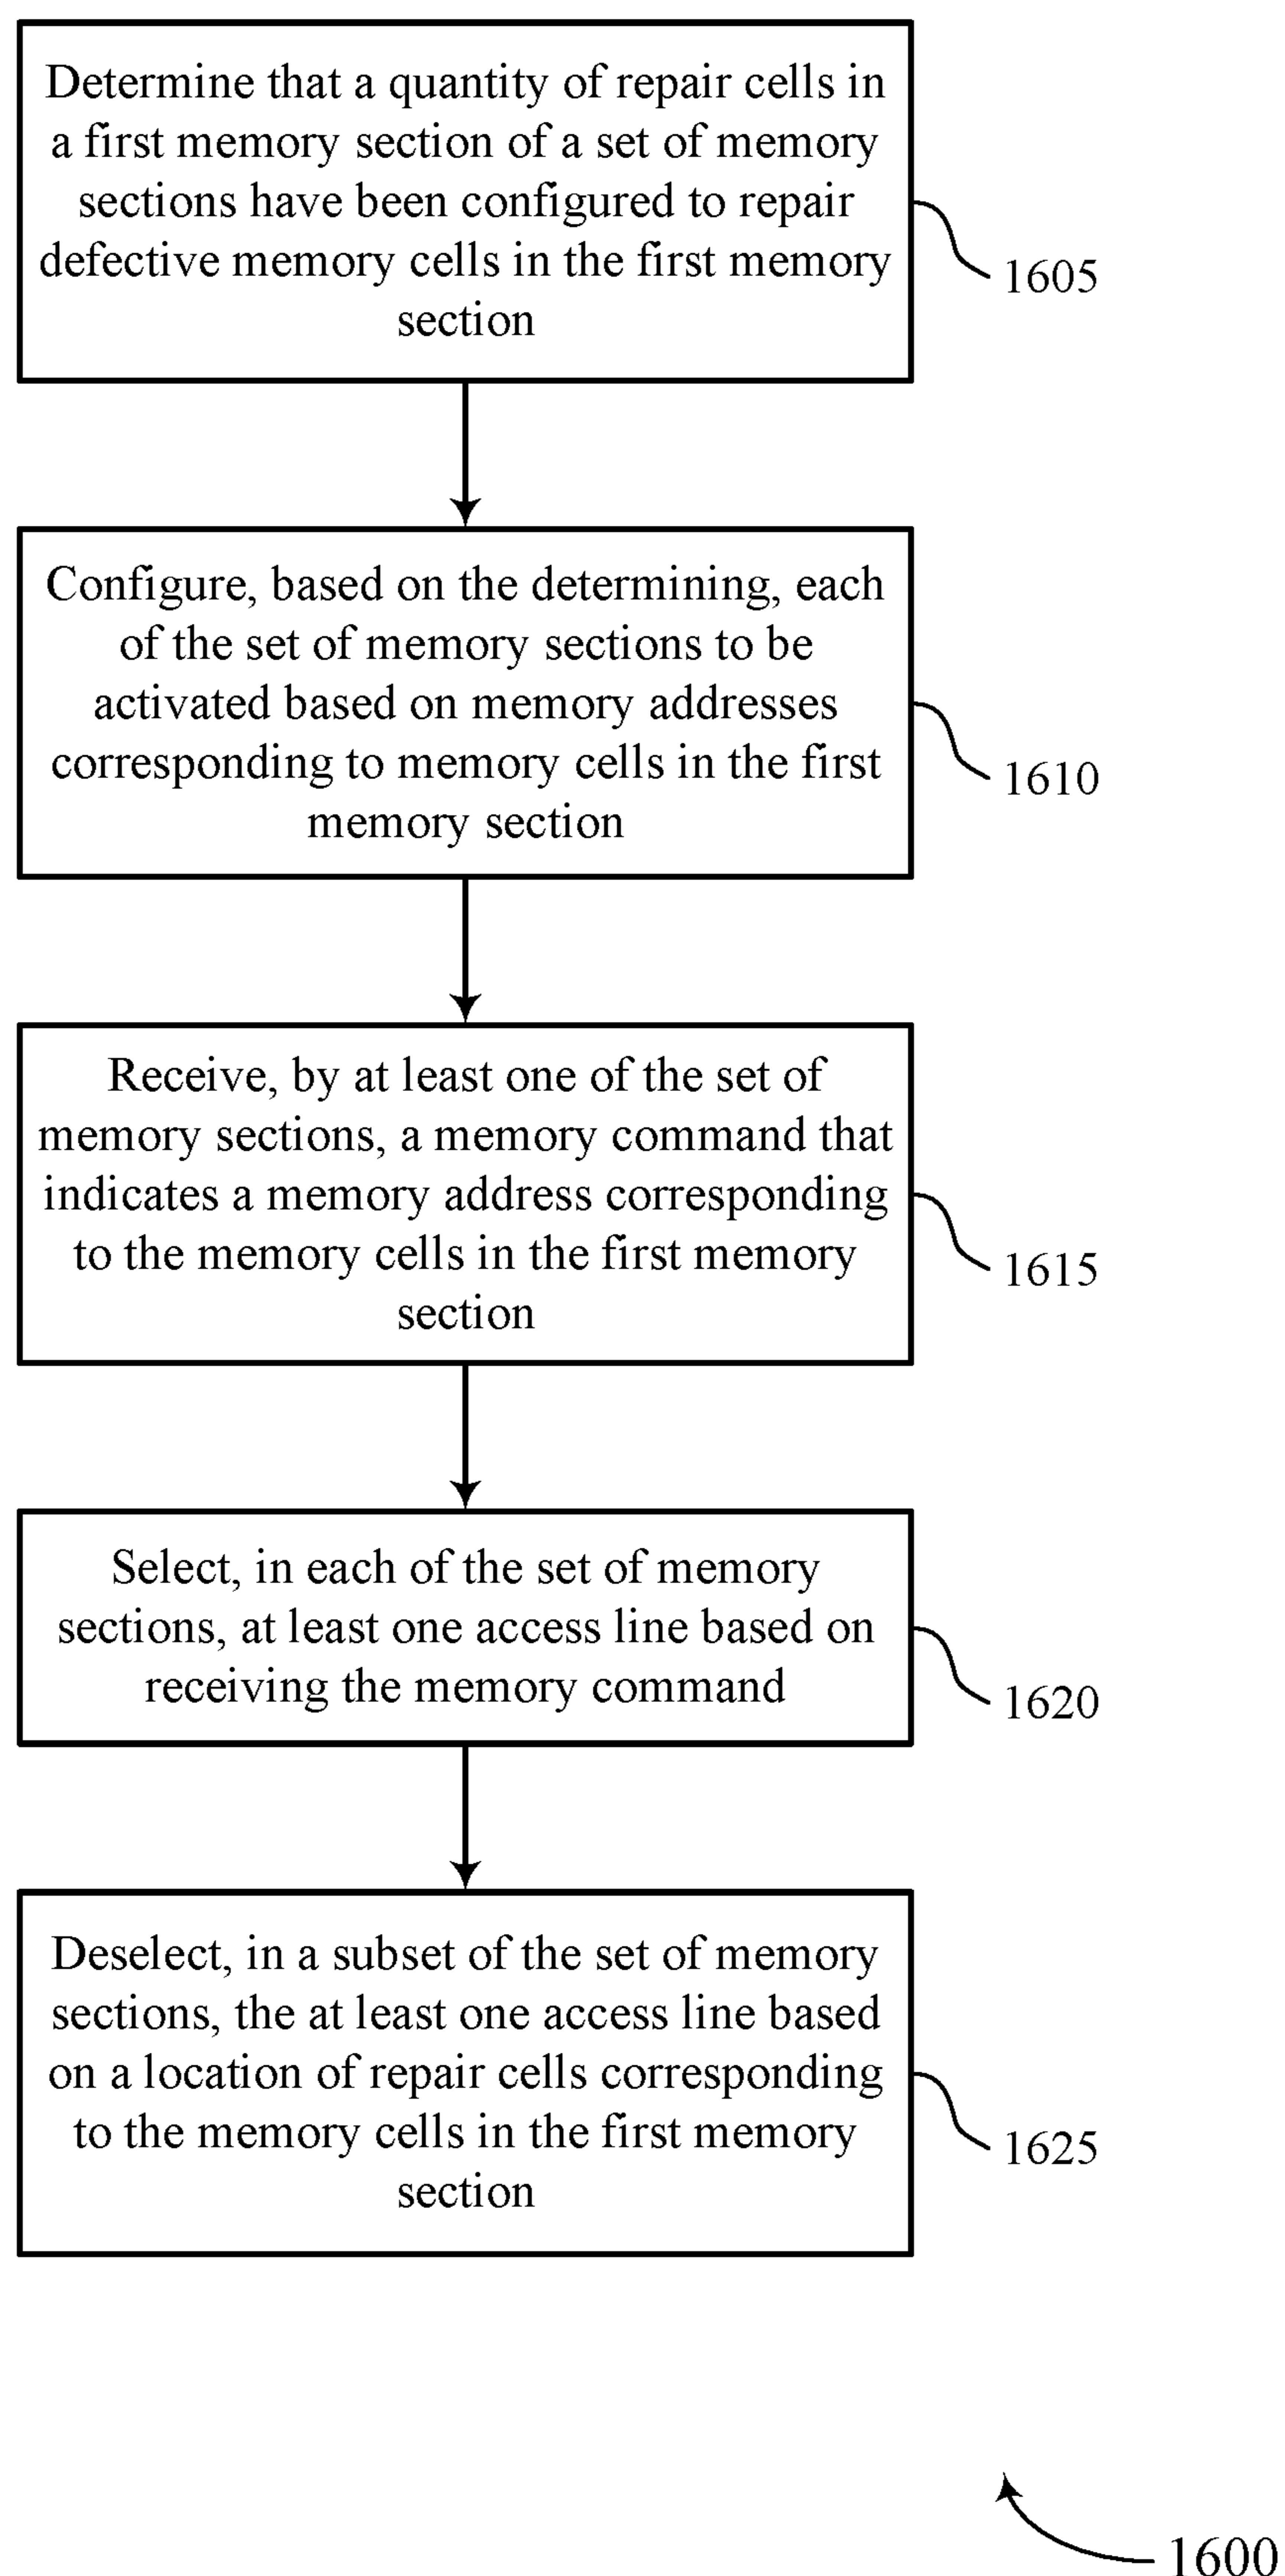 Determine that a quantity of repair cells in
a first memory section of a set of memory
sections have been configured to repair
defective memory cells in the first memory
section
1605
Configure, based on the determining, each
of the set of memory sections to be
activated based on memory addresses
corresponding to memory cells in the first
memory section
1610
Receive, by at least one of the set of
memory sections, a memory command that
indicates a memory address corresponding
to the memory cells in the first memory
section
1615
Select, in each of the set of memory
sections, at least one access line based on
receiving the memory command
1620
Deselect, in a subset of the set of memory
sections, the at least one access line based
on a location of repair cells corresponding
to the memory cells in the first memory
section
1625
1600